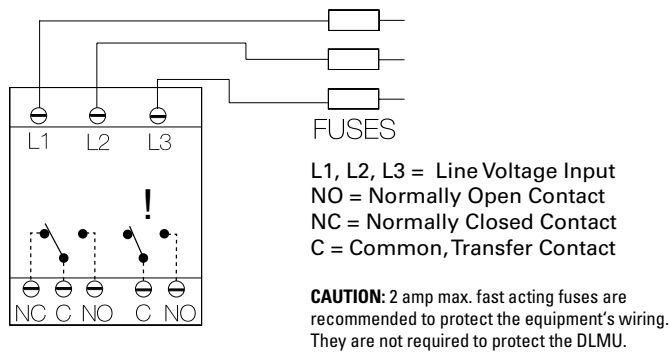 L1 L2 L3
!
NC C NO C NO
FUSES
L1, L2, L3 = Line Voltage Input
NO = Normally Open Contact
NC = Normally Closed Contact
C = Common, Transfer Contact
CAUTION: 2 amp max. fast acting fuses are
recommended to protect the equipment's wiring.
They are not required to protect the DLMU.